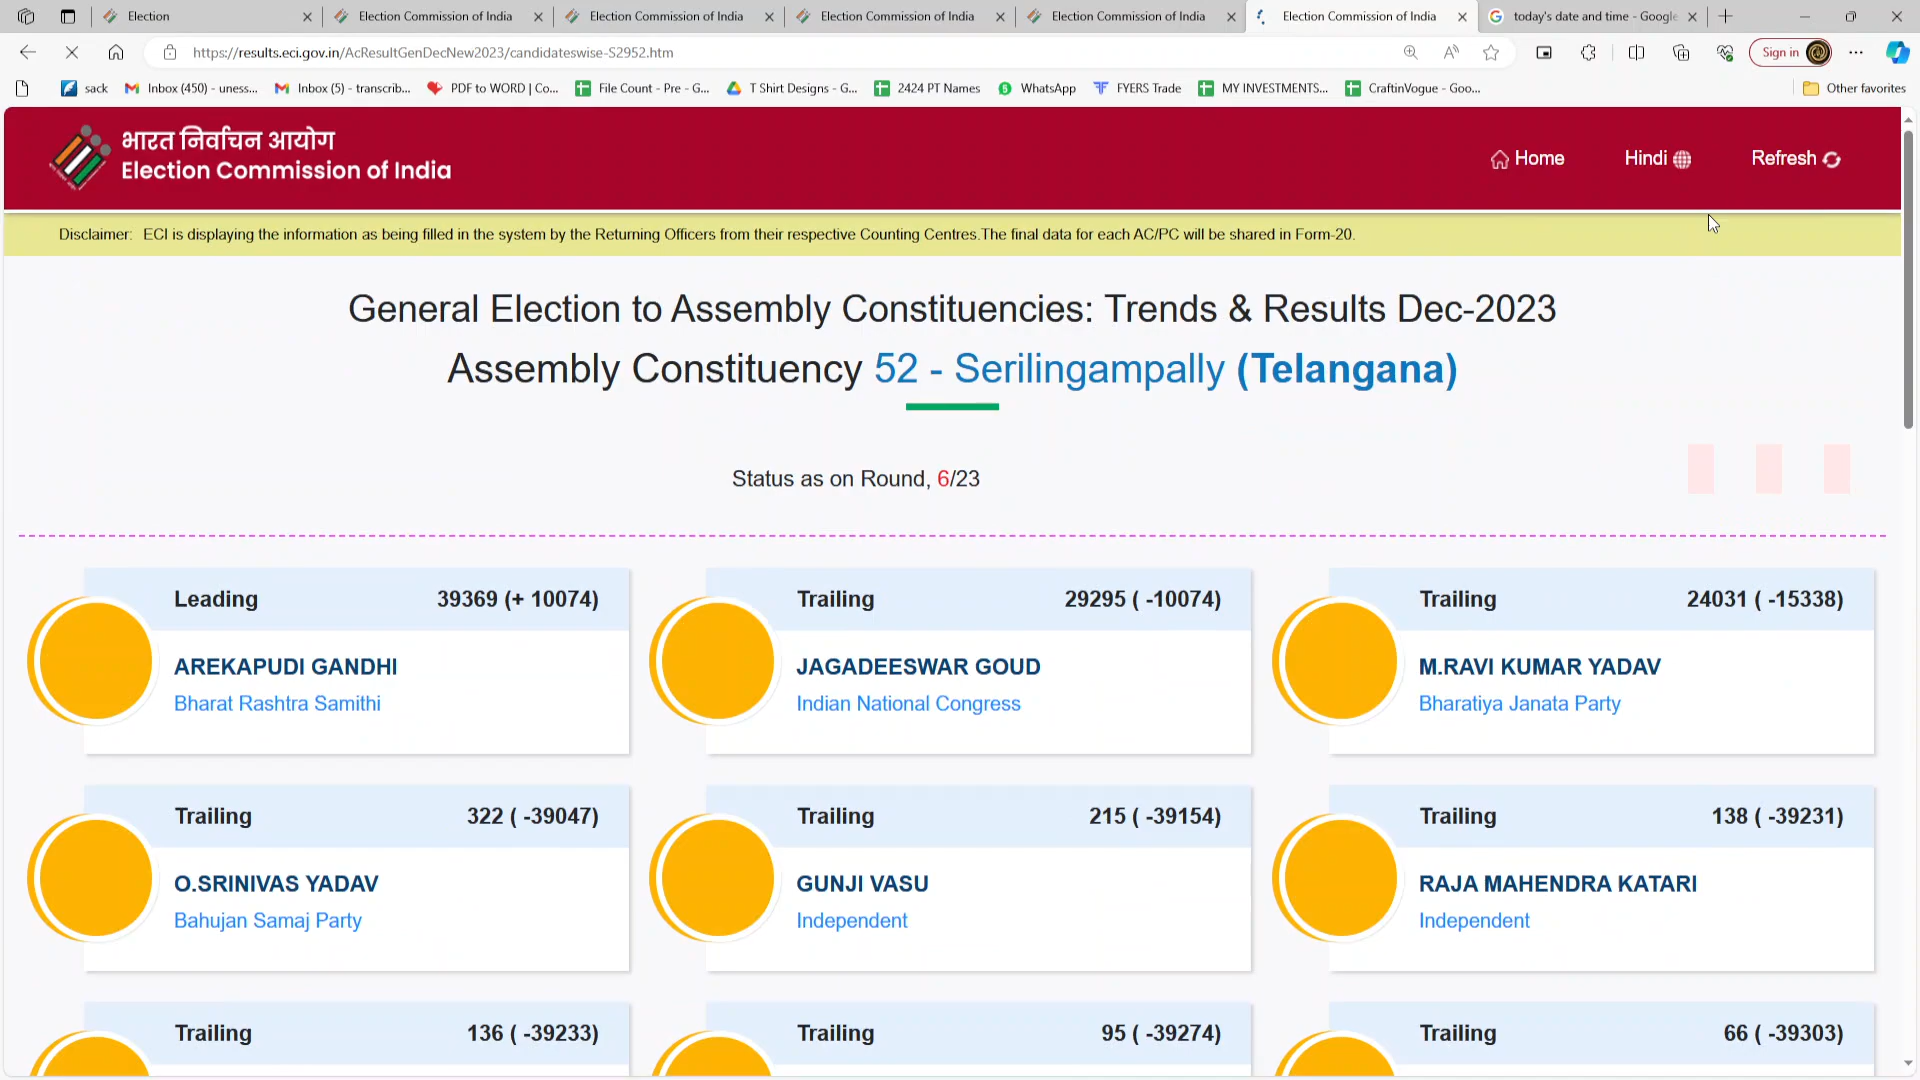 Election
Election Commission of India
Election Commission of India
Election Commission of India
Election Commission of India
Election Commission of India
today's date and time - Google
https://results.eci.gov.in/AcResultGenDecNew2023/candidateswise-S2952.htm
Sign in
sack
Inbox (450) - uness...
Inbox (5) - transcrib...
PDF to WORD | Co...
File Count - Pre - G...
T Shirt Designs - G...
2424 PT Names
WhatsApp
FYERS Trade
MY INVESTMENTS...
CraftinVogue - Goo...
Other favorites
भारत निर्वाचन आयोग
Election Commission of India
Home
Hindi
Refresh
Disclaimer: ECI is displaying the information as being filled in the system by the Returning Officers from their respective Counting Centres.The final data for each AC/PC will be shared in Form-20.
General Election to Assembly Constituencies: Trends & Results Dec-2023
Assembly Constituency 52 - Serilingampally (Telangana)
Status as on Round, 6/23
Leading 39369 (+ 10074)
AREKAPUDI GANDHI
Bharat Rashtra Samithi
Trailing 29295 ( -10074)
JAGADEESWAR GOUD
Indian National Congress
Trailing 24031 ( -15338)
M.RAVI KUMAR YADAV
Bharatiya Janata Party
Trailing 322 ( -39047)
O.SRINIVAS YADAV
Bahujan Samaj Party
Trailing 215 ( -39154)
GUNJI VASU
Independent
Trailing 138 ( -39231)
RAJA MAHENDRA KATARI
Independent
Trailing 136 ( -39233)
Trailing 95 ( -39274)
Trailing 66 ( -39303)